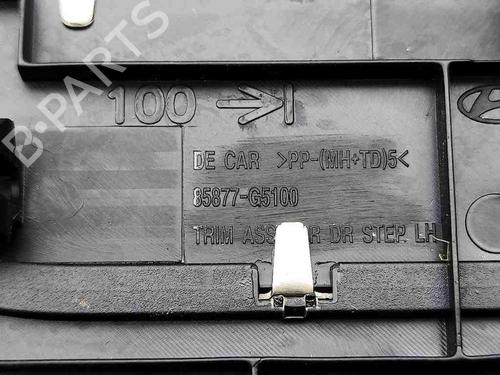 100
DE CAR >PP-(MH+TD)5<
85877-G5100
TRIM ASS R DR STEP LH
B-PARTS